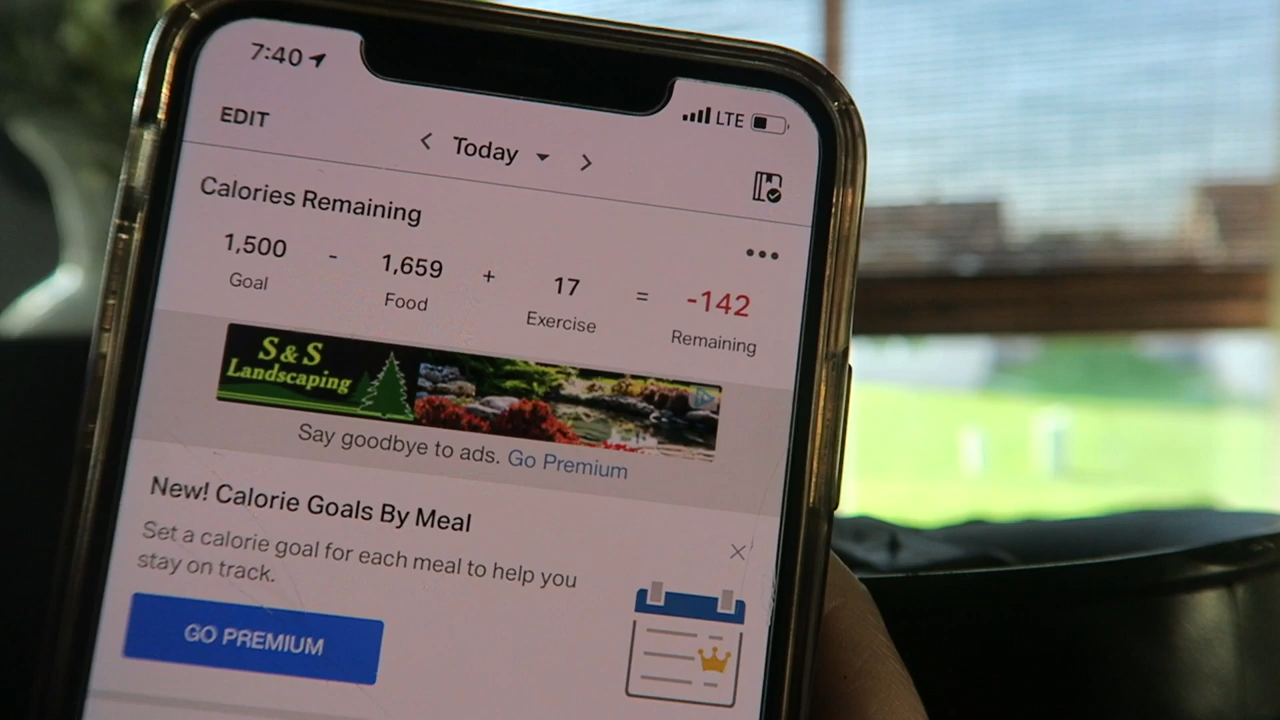 7:40 LTE
EDIT
Today
Calories Remaining
1,500 - 1,659 + 17 = -142
Goal Food Exercise Remaining
S & S
Landscaping
Say goodbye to ads. Go Premium
New! Calorie Goals By Meal
Set a calorie goal for each meal to help you
stay on track.
GO PREMIUM